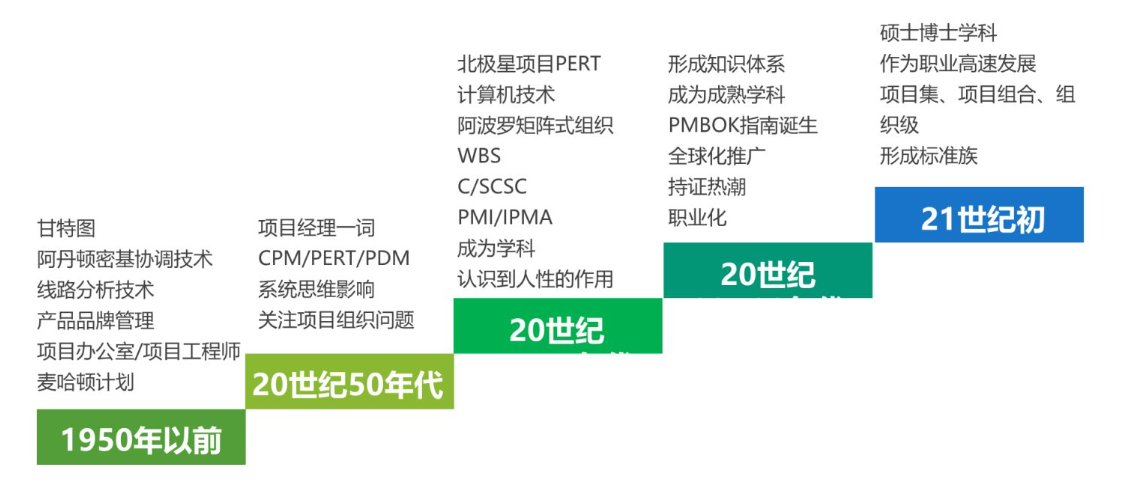 甘特图
阿丹顿密基协调技术
线路分析技术
产品品牌管理
项目办公室/项目工程师
麦哈顿计划
1950年以前
项目经理一词
CPM/PERT/PDM
系统思维影响
关注项目组织问题
20世纪50年代
北极星项目PERT
计算机技术
阿波罗矩阵式组织
WBS
C/SCSC
PMI/IPMA
成为学科
认识到人性的作用
20世纪
形成知识体系
成为成熟学科
PMBOK指南诞生
全球化推广
持证热潮
职业化
20世纪
硕士博士学科
作为职业高速发展
项目集、项目组合、组
织级
形成标准族
21世纪初